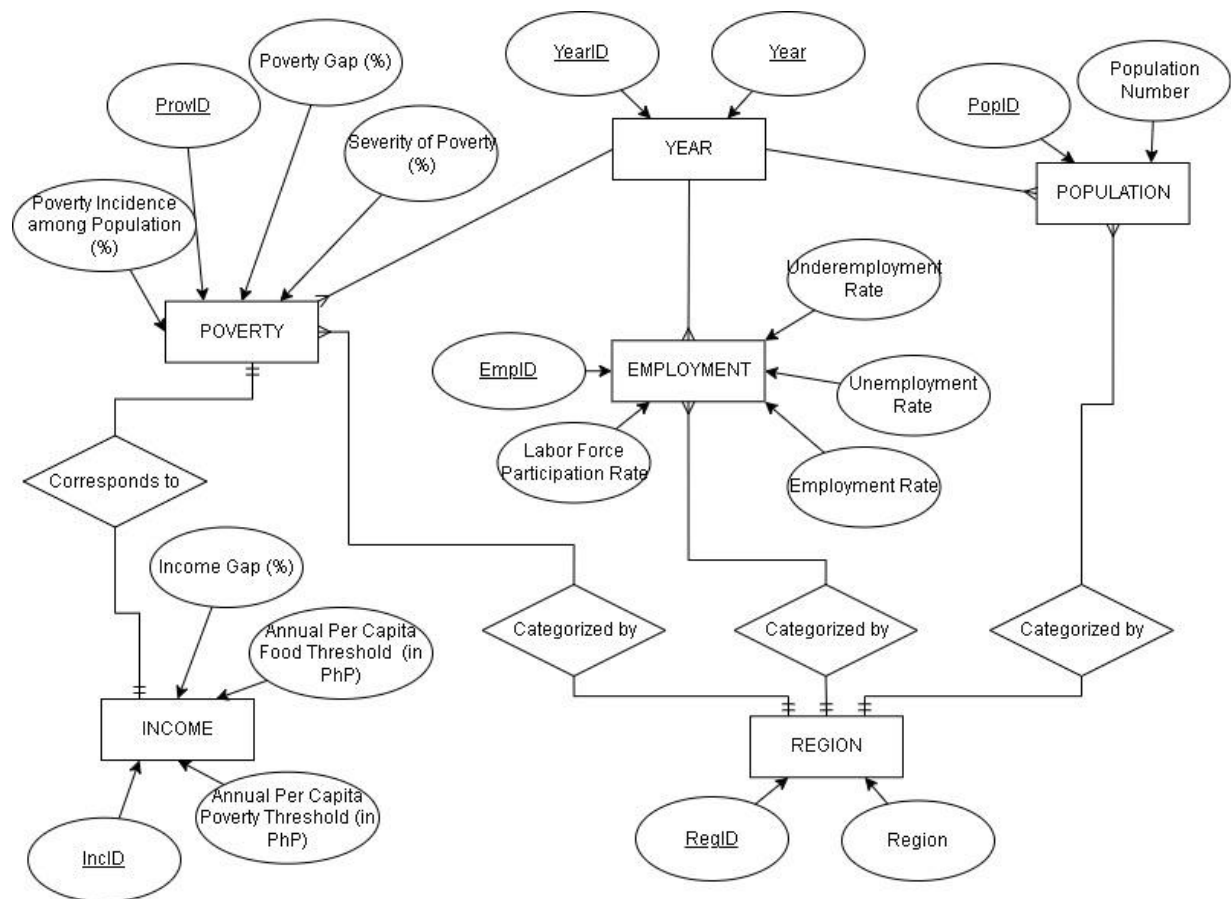 Poverty Gap (%)
YearID
Year
Population
Number
ProvID
PopID
Severity of Poverty
(%)
YEAR
POPULATION
Poverty Incidence
among Population
(%)
Underemployment
Rate
POVERTY
EmpID
EMPLOYMENT
Unemployment
Rate
Labor Force
Participation Rate
Employment Rate
Corresponds to
Income Gap (%)
Annual Per Capita
Food Threshold (in
PhP)
Categorized by
Categorized by
Categorized by
INCOME
REGION
Annual Per Capita
Poverty Threshold (in
PhP)
IncID
RegID
Region